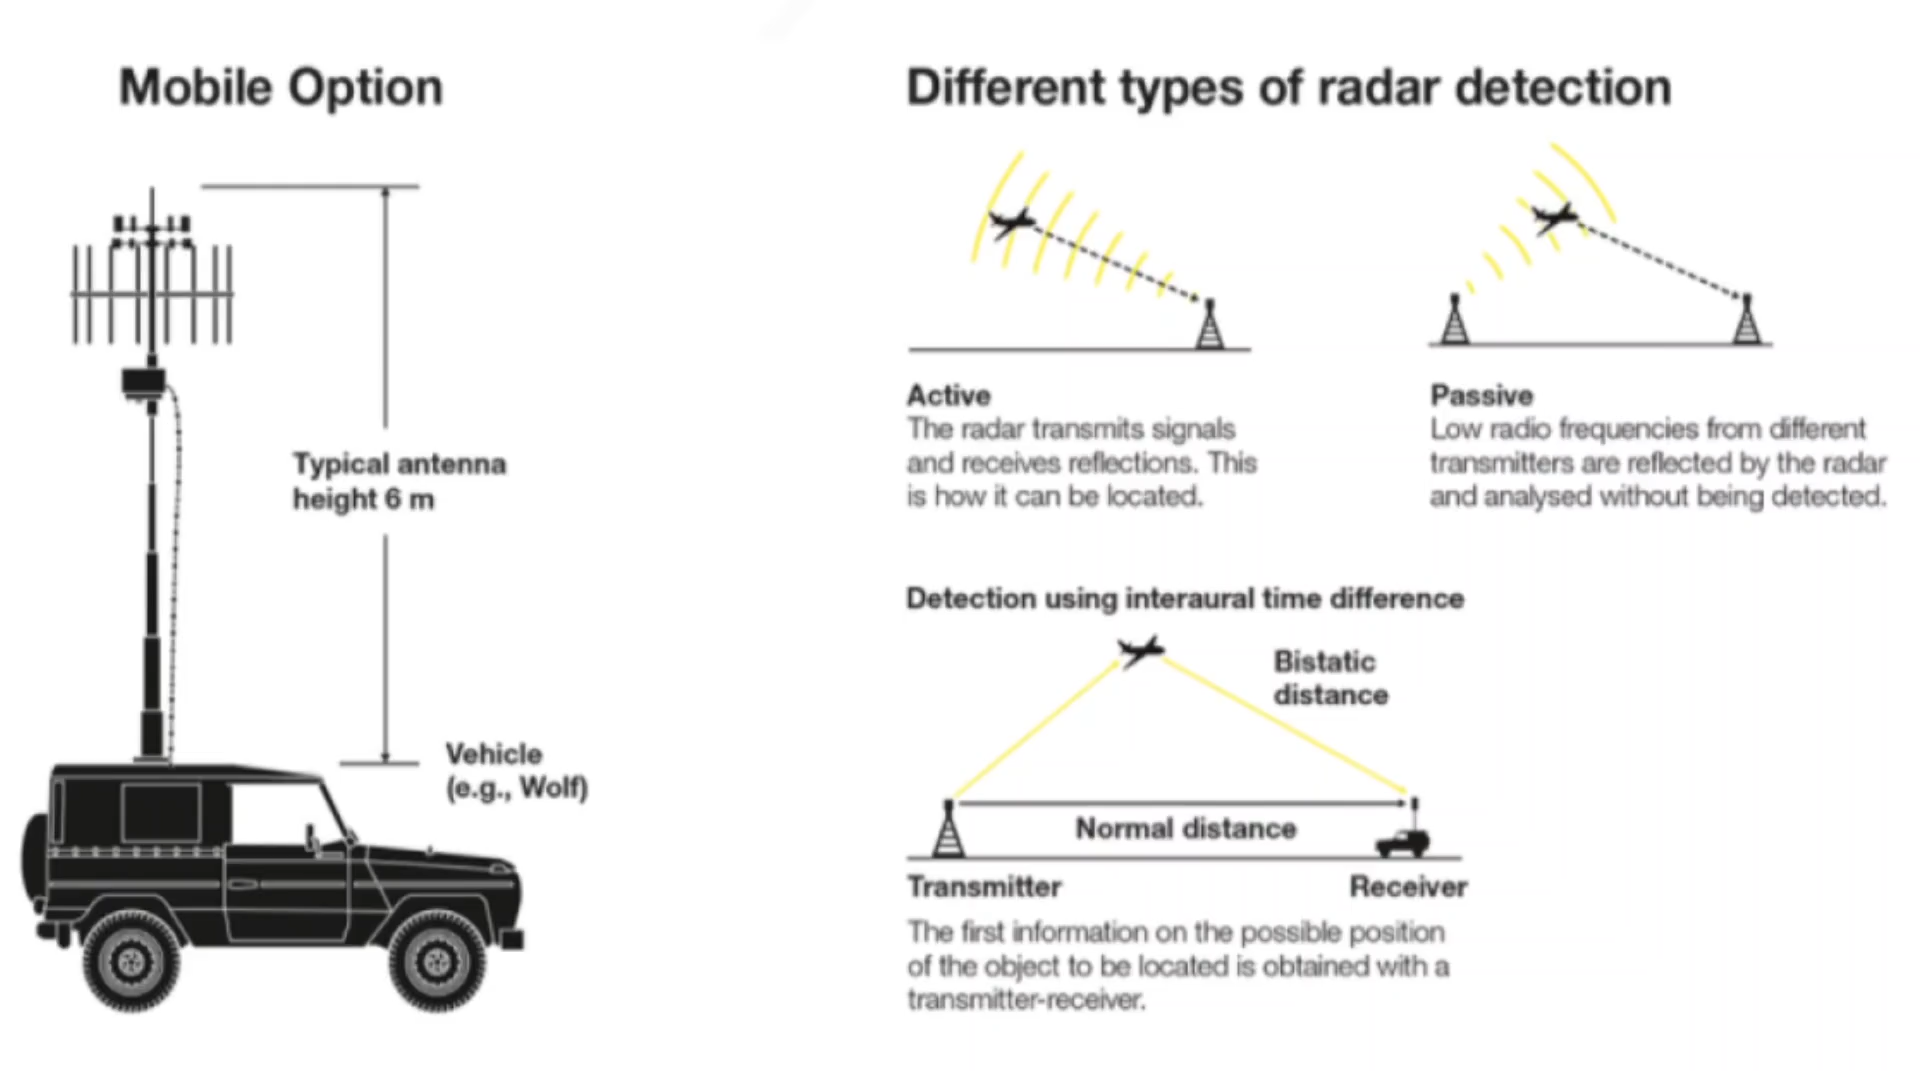 Mobile Option
Typical antenna
height 6 m
Vehicle
(e.g., Wolf)
Different types of radar detection
Active
The radar transmits signals
and receives reflections. This
is how it can be located.
Passive
Low radio frequencies from different
transmitters are reflected by the radar
and analysed without being detected.
Detection using interaural time difference
Bistatic
distance
Normal distance
Transmitter
Receiver
The first information on the possible position
of the object to be located is obtained with a
transmitter-receiver.